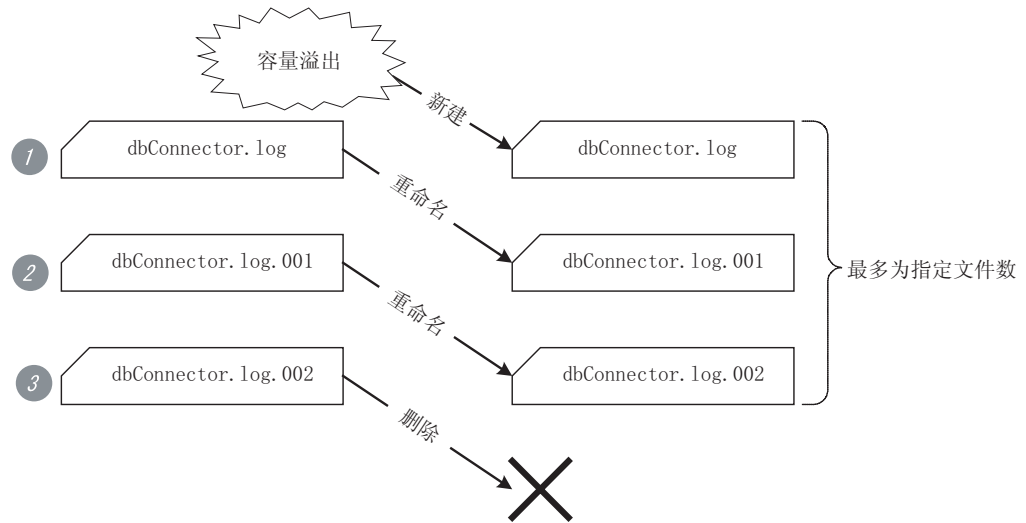 容量溢出
新建
1
dbConnector.log
dbConnector.log
重命名
2
dbConnector.log.001
dbConnector.log.001
最多为指定文件数
重命名
3
dbConnector.log.002
dbConnector.log.002
删除